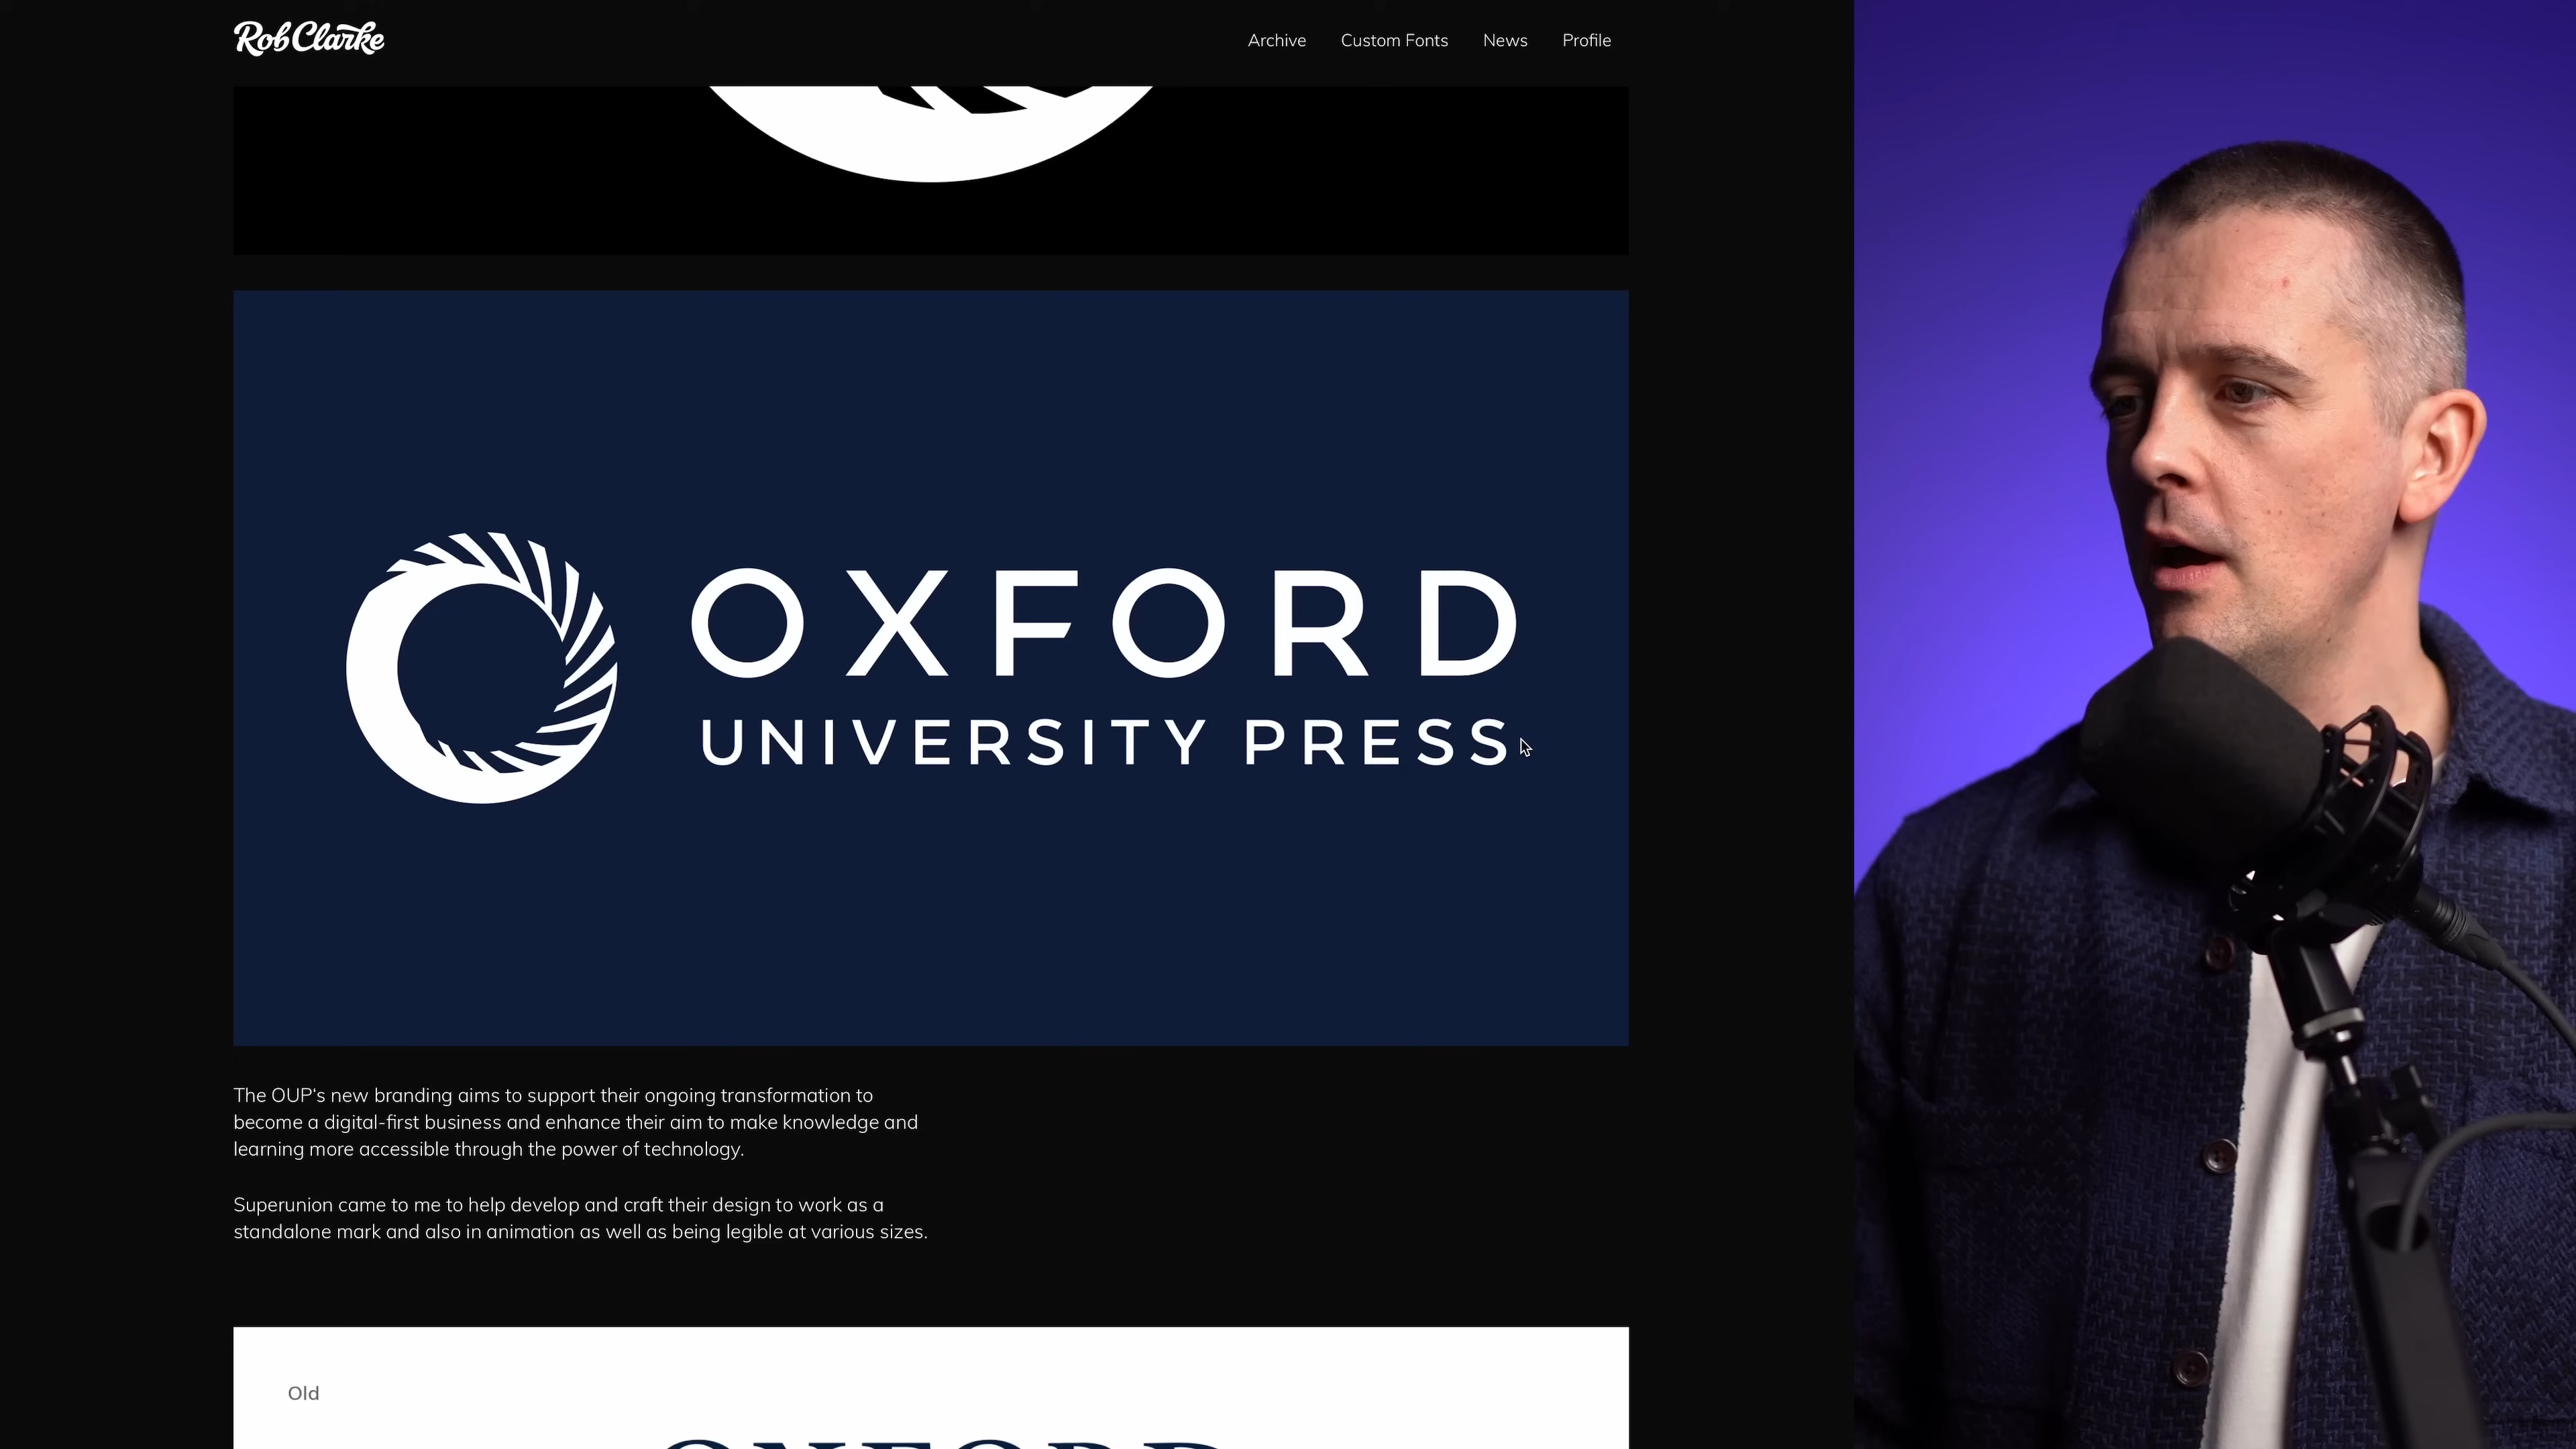 Rob Clarke
Archive Custom Fonts News Profile
OXFORD
UNIVERSITY PRESS
The OUP‘s new branding aims to support their ongoing transformation to
become a digital-first business and enhance their aim to make knowledge and
learning more accessible through the power of technology.
Superunion came to me to help develop and craft their design to work as a
standalone mark and also in animation as well as being legible at various sizes.
Old
OXFORD